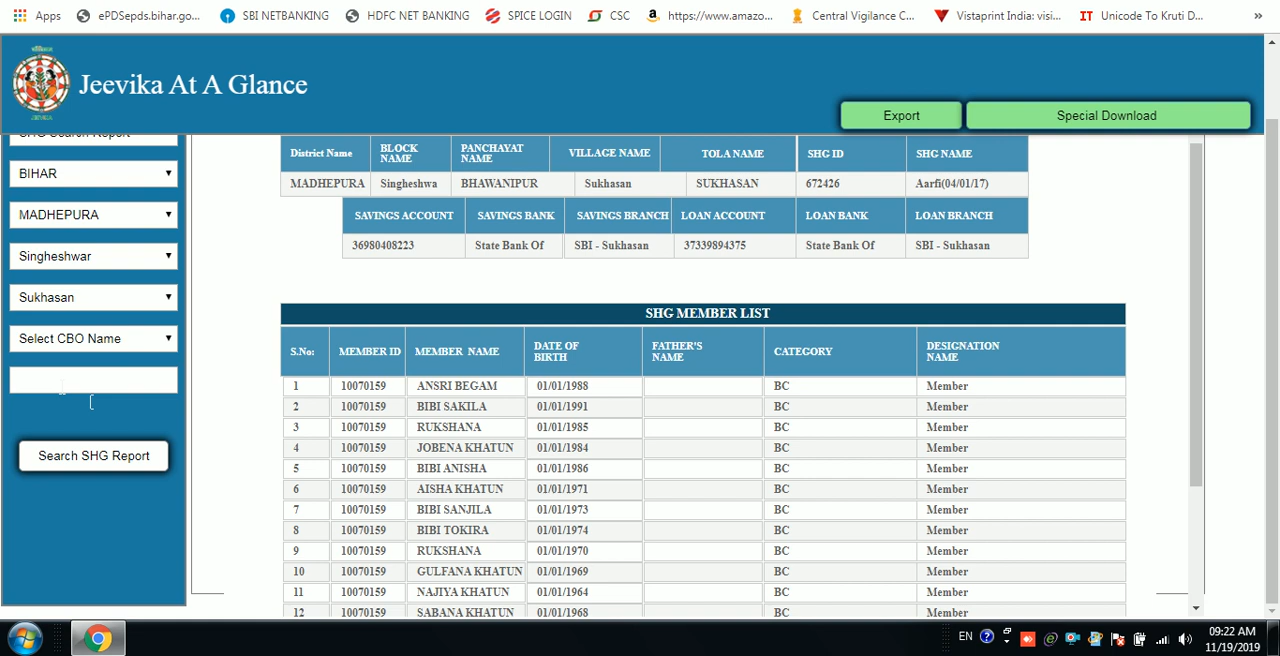 Apps ePDSepds.bihar.go... SBI NETBANKING HDFC NET BANKING SPICE LOGIN CSC https://www.amazo... Central Vigilance C... Vistaprint India: visi... Unicode To Kruti D... »
Jeevika At A Glance
Export Special Download
SHG Search Report
BIHAR
MADHEPURA
Singheshwar
Sukhasan
Select CBO Name
Search SHG Report
District Name BLOCK NAME PANCHAYAT NAME VILLAGE NAME TOLA NAME SHG ID SHG NAME
MADHEPURA Singheshwa BHAWANIPUR Sukhasan SUKHASAN 672426 Aarfi(04/01/17)
SAVINGS ACCOUNT SAVINGS BANK SAVINGS BRANCH LOAN ACCOUNT LOAN BANK LOAN BRANCH
36980408223 State Bank Of SBI - Sukhasan 37339894375 State Bank Of SBI - Sukhasan
SHG MEMBER LIST
S.No: MEMBER ID MEMBER NAME DATE OF BIRTH FATHER'S NAME CATEGORY DESIGNATION NAME
1 10070159 ANSRI BEGAM 01/01/1988 BC Member
2 10070159 BIBI SAKILA 01/01/1991 BC Member
3 10070159 RUKSHANA 01/01/1985 BC Member
4 10070159 JOBENA KHATUN 01/01/1984 BC Member
5 10070159 BIBI ANISHA 01/01/1986 BC Member
6 10070159 AISHA KHATUN 01/01/1971 BC Member
7 10070159 BIBI SANJILA 01/01/1973 BC Member
8 10070159 BIBI TOKIRA 01/01/1974 BC Member
9 10070159 RUKSHANA 01/01/1970 BC Member
10 10070159 GULFANA KHATUN 01/01/1969 BC Member
11 10070159 NAJIYA KHATUN 01/01/1964 BC Member
12 10070159 SABANA KHATUN 01/01/1968 BC Member
EN 09:22 AM
11/19/2019